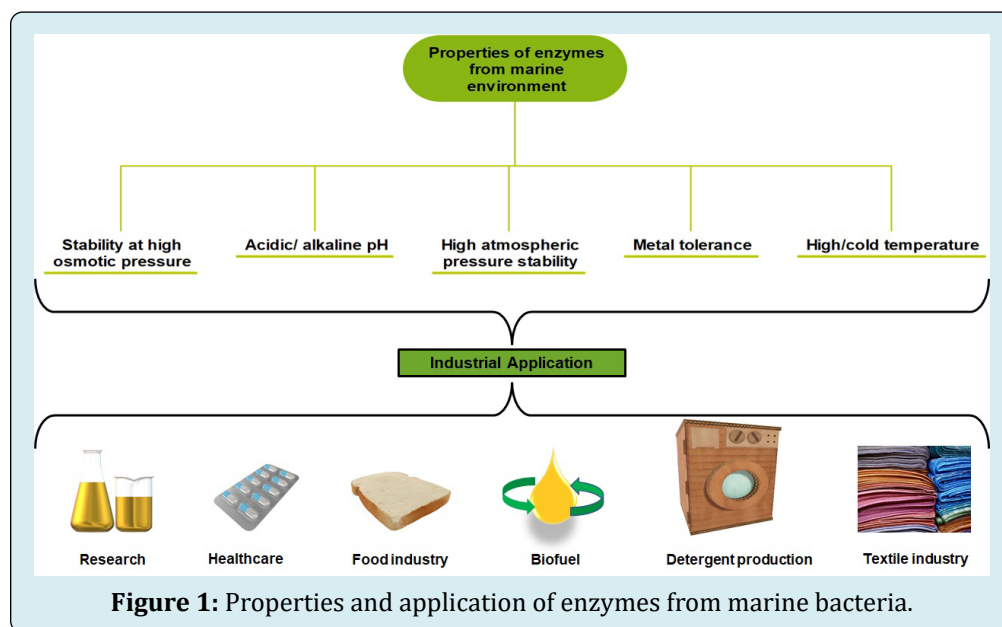 Properties of enzymes
from marine
environment
Stability at high
osmotic pressure
Acidic/ alkaline pH
High atmospheric
pressure stability
Metal tolerance
High/cold temperature
Industrial Application
Research
Healthcare
Food industry
Biofuel
Detergent production
Textile industry
Figure 1: Properties and application of enzymes from marine bacteria.